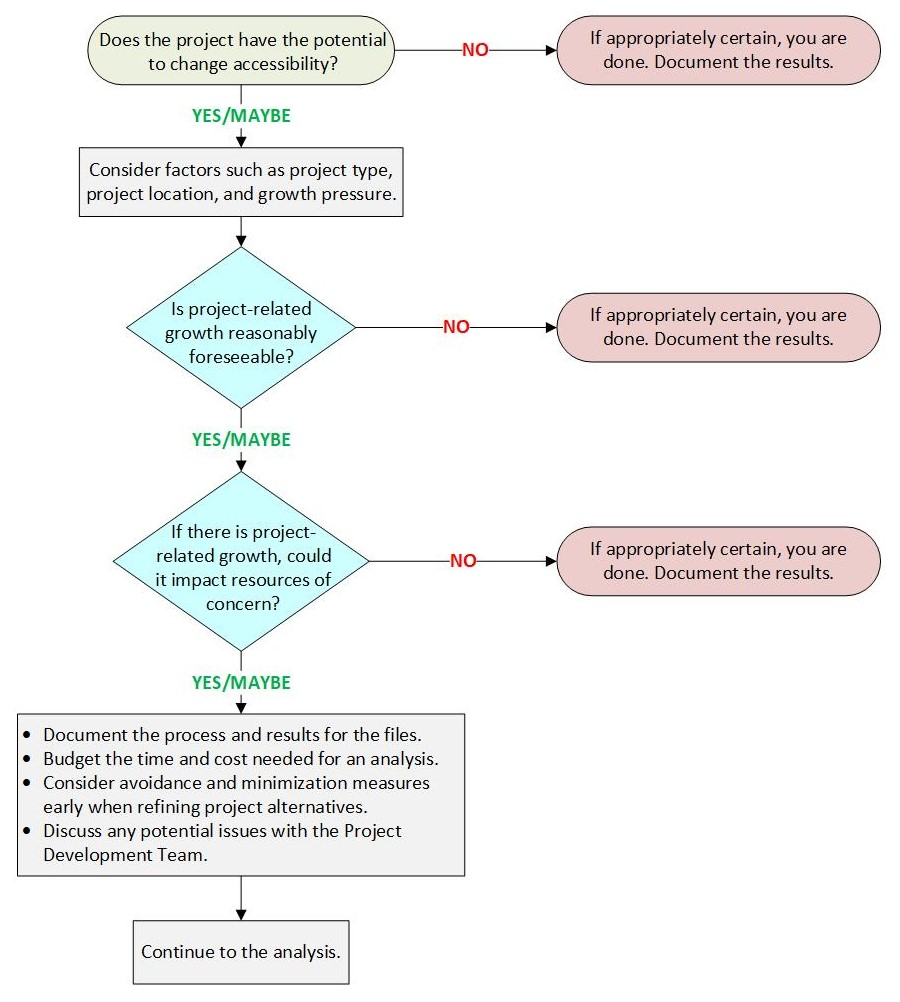 Does the project have the potential
to change accessibility?
NO
If appropriately certain, you are
done. Document the results.
YES/MAYBE
Consider factors such as project type,
project location, and growth pressure.
Is project-related
growth reasonably
foreseeable?
NO
If appropriately certain, you are
done. Document the results.
YES/MAYBE
If there is project-
related growth, could
it impact resources of
concern?
NO
If appropriately certain, you are
done. Document the results.
YES/MAYBE
• Document the process and results for the files.
• Budget the time and cost needed for an analysis.
• Consider avoidance and minimization measures
early when refining project alternatives.
• Discuss any potential issues with the Project
Development Team.
Continue to the analysis.